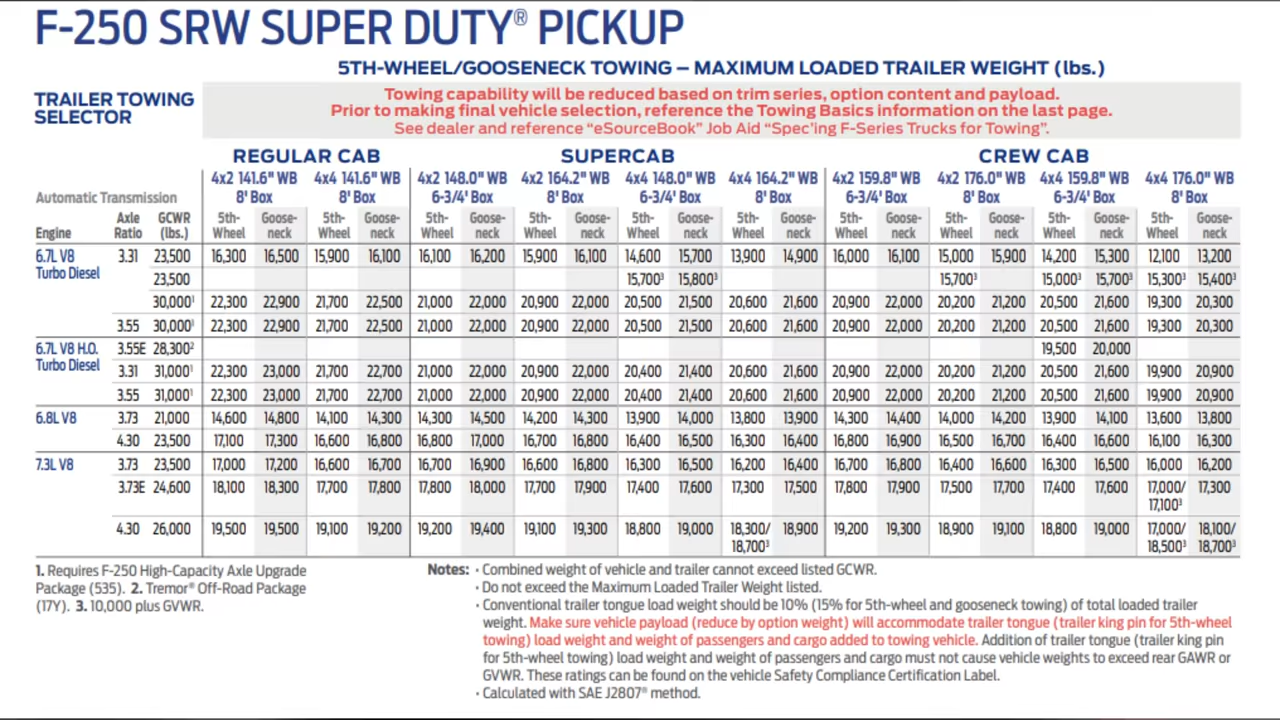 F-250 SRW SUPER DUTY® PICKUP
5TH-WHEEL/GOOSENECK TOWING – MAXIMUM LOADED TRAILER WEIGHT (lbs.)
TRAILER TOWING
SELECTOR
Towing capability will be reduced based on trim series, option content and payload.
Prior to making final vehicle selection, reference the Towing Basics information on the last page.
See dealer and reference “eSourceBook” Job Aid “Spec’ing F-Series Trucks for Towing”.
REGULAR CAB SUPERCAB CREW CAB
4x2 141.6" WB 4x4 141.6" WB 4x2 148.0" WB 4x2 164.2" WB 4x4 148.0" WB 4x4 164.2" WB 4x2 159.8" WB 4x2 176.0" WB 4x4 159.8" WB 4x4 176.0" WB
Automatic Transmission 8' Box 8' Box 6-3/4' Box 8' Box 6-3/4' Box 8' Box 6-3/4' Box 8' Box 6-3/4' Box 8' Box
Axle GCWR 5th- Goose- 5th- Goose- 5th- Goose- 5th- Goose- 5th- Goose- 5th- Goose- 5th- Goose- 5th- Goose- 5th- Goose- 5th- Goose-
Engine Ratio (lbs.) Wheel neck Wheel neck Wheel neck Wheel neck Wheel neck Wheel neck Wheel neck Wheel neck Wheel neck Wheel neck
6.7L V8 3.31 23,500 16,300 16,500 15,900 16,100 16,100 16,200 15,900 16,100 14,600 15,700 13,900 14,900 16,000 16,100 15,000 15,900 14,200 15,300 12,100 13,200
Turbo Diesel 23,500 15,700³ 15,800³ 15,700³ 15,000³ 15,700³ 15,300³ 15,400³
30,000¹ 22,300 22,900 21,700 22,500 21,000 22,000 20,900 22,000 20,500 21,500 20,600 21,600 20,900 22,000 20,200 21,200 20,500 21,600 19,300 20,300
3.55 30,000¹ 22,300 22,900 21,700 22,500 21,000 22,000 20,900 22,000 20,500 21,500 20,600 21,600 20,900 22,000 20,200 21,200 20,500 21,600 19,300 20,300
6.7L V8 H.O. 3.55E 28,300² 19,500 20,000
Turbo Diesel 3.31 31,000¹ 22,300 23,000 21,700 22,700 21,000 22,000 20,900 22,000 20,400 21,400 20,600 21,600 20,900 22,000 20,200 21,200 20,500 21,600 19,900 20,900
3.55 31,000¹ 22,300 23,000 21,700 22,700 21,000 22,000 20,900 22,000 20,400 21,400 20,600 21,600 20,900 22,000 20,200 21,200 20,500 21,600 19,900 20,900
6.8L V8 3.73 21,000 14,600 14,800 14,100 14,300 14,300 14,500 14,200 14,300 13,900 14,000 13,800 13,900 14,300 14,400 14,000 14,200 13,900 14,100 13,600 13,800
4.30 23,500 17,100 17,300 16,600 16,800 16,800 17,000 16,700 16,800 16,400 16,500 16,300 16,400 16,800 16,900 16,500 16,700 16,400 16,600 16,100 16,300
7.3L V8 3.73 23,500 17,000 17,200 16,600 16,700 16,700 16,900 16,600 16,800 16,300 16,500 16,200 16,400 16,700 16,800 16,400 16,600 16,300 16,500 16,000 16,200
3.73E 24,600 18,100 18,300 17,700 17,800 17,800 18,000 17,700 17,900 17,400 17,600 17,300 17,500 17,800 17,900 17,500 17,700 17,400 17,600 17,000/ 17,300
17,100³
4.30 26,000 19,500 19,500 19,100 19,200 19,200 19,400 19,100 19,300 18,800 19,000 18,300/ 18,900 19,200 19,300 18,900 19,100 18,800 19,000 17,000/ 18,100/
18,700³ 18,500³ 18,700³
1. Requires F-250 High-Capacity Axle Upgrade
Package (535). 2. Tremor® Off-Road Package
(17Y). 3. 10,000 plus GVWR.
Notes: • Combined weight of vehicle and trailer cannot exceed listed GCWR.
• Do not exceed the Maximum Loaded Trailer Weight listed.
• Conventional trailer tongue load weight should be 10% (15% for 5th-wheel and gooseneck towing) of total loaded trailer
weight. Make sure vehicle payload (reduce by option weight) will accommodate trailer tongue (trailer king pin for 5th-wheel
towing) load weight and weight of passengers and cargo added to towing vehicle. Addition of trailer tongue (trailer king pin
for 5th-wheel towing) load weight and weight of passengers and cargo must not cause vehicle weights to exceed rear GAWR or
GVWR. These ratings can be found on the vehicle Safety Compliance Certification Label.
• Calculated with SAE J2807® method.